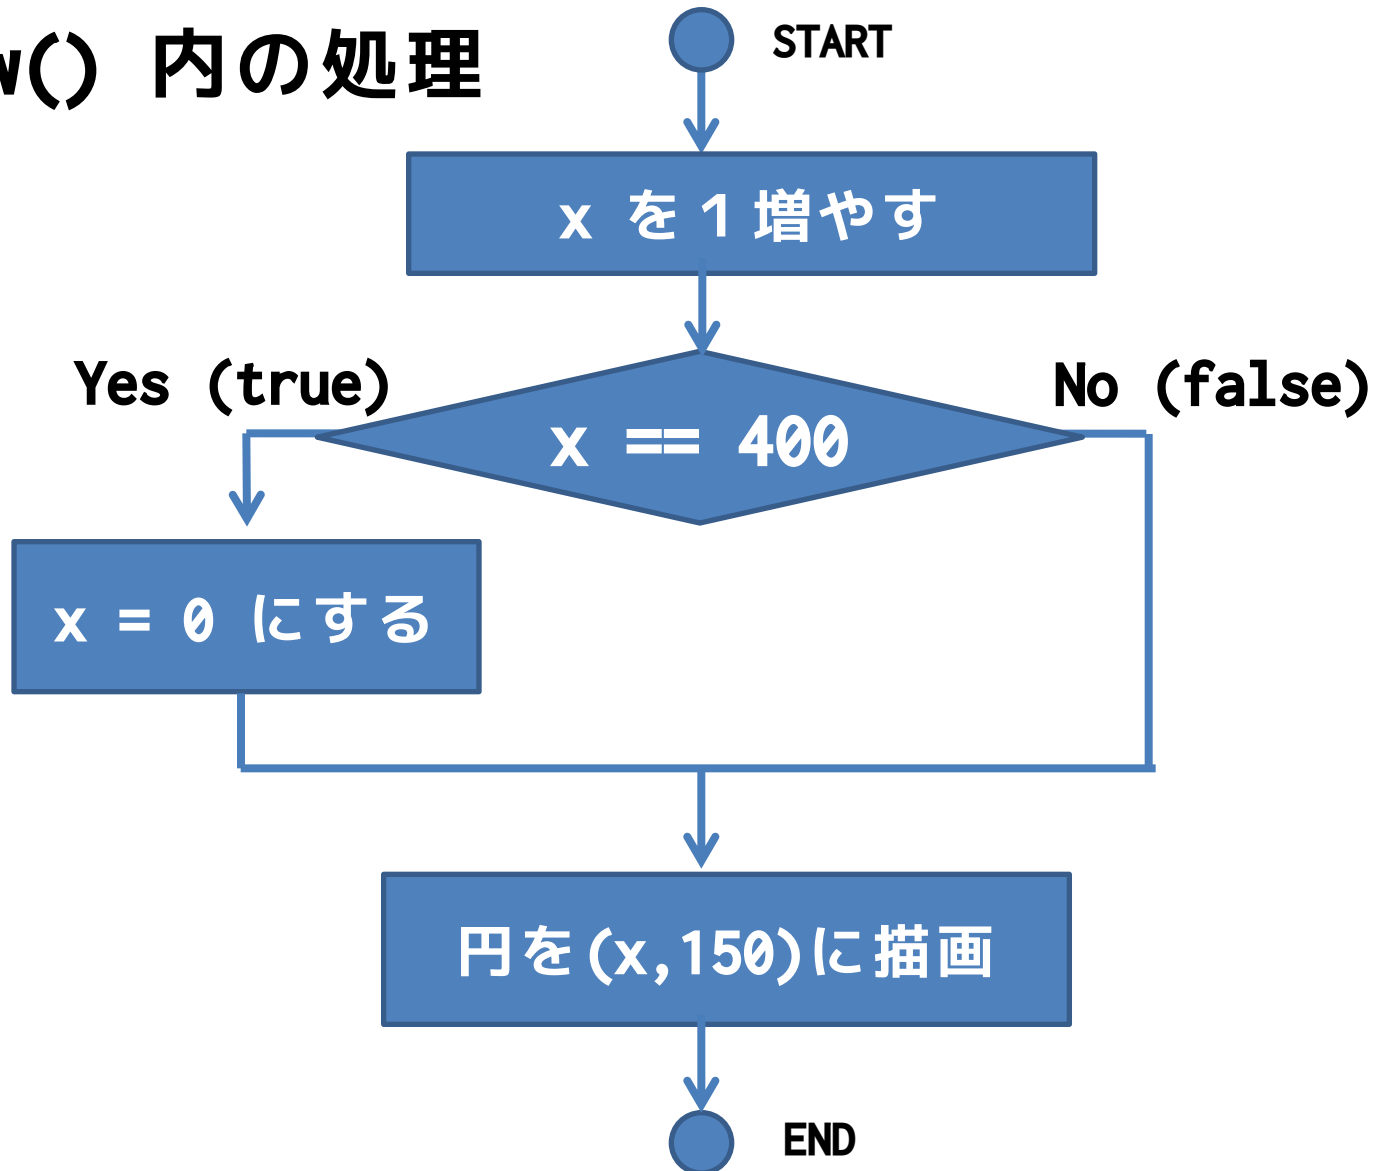 w() 内の処理
START
x を1増やす
Yes (true)
No (false)
x == 400
x = 0 にする
円を(x,150)に描画
END